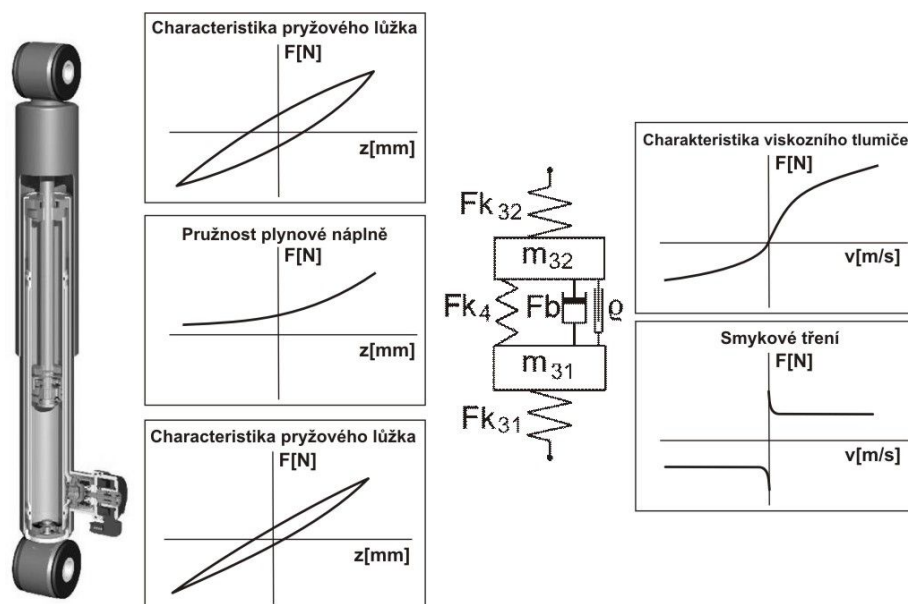 Characteristika pryžového lůžka
F[N]
z[mm]
Pružnost plynové náplně
F[N]
z[mm]
Characteristika pryžového lůžka
F[N]
z[mm]
Fk32
m32
Fk4
Fb
ϱ
m31
Fk31
Charakteristika viskozního tlumiče
F[N]
v[m/s]
Smykové tření
F[N]
v[m/s]